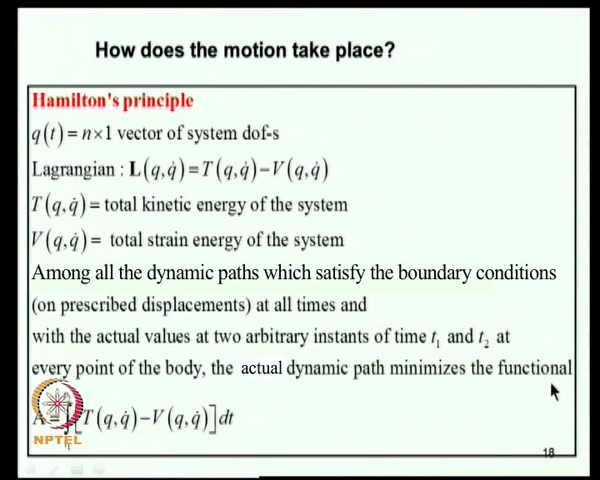 How does the motion take place?
Hamilton's principle
q(t) = n×1 vector of system dof-s
Lagrangian : L(q,q̇) = T(q,q̇) − V(q,q̇)
T(q,q̇) = total kinetic energy of the system
V(q,q̇) = total strain energy of the system
Among all the dynamic paths which satisfy the boundary conditions
(on prescribed displacements) at all times and
with the actual values at two arbitrary instants of time t₁ and t₂ at
every point of the body, the actual dynamic path minimizes the functional
A = ∫[T(q,q̇) − V(q,q̇)]dt
NPTEL
18